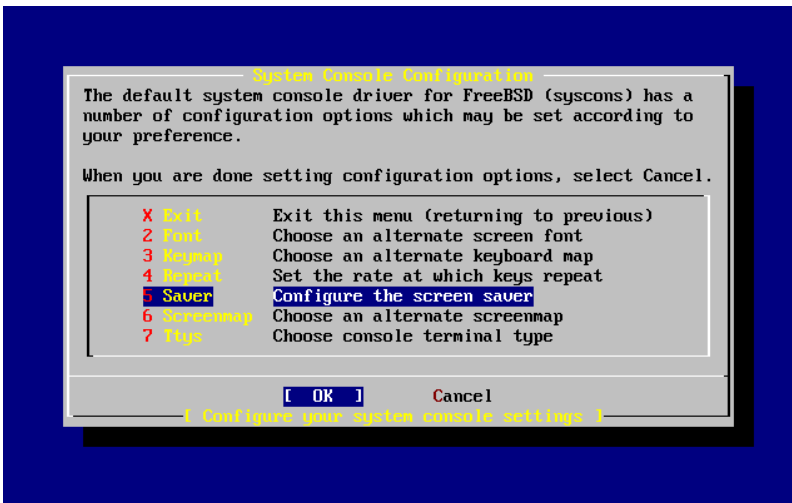 System Console Configuration
The default system console driver for FreeBSD (syscons) has a
number of configuration options which may be set according to
your preference.
When you are done setting configuration options, select Cancel.
X Exit Exit this menu (returning to previous)
2 Font Choose an alternate screen font
3 Keymap Choose an alternate keyboard map
4 Repeat Set the rate at which keys repeat
5 Saver Configure the screen saver
6 Screenmap Choose an alternate screenmap
7 Ttys Choose console terminal type
[ OK ] Cancel
[ Configure your system console settings ]